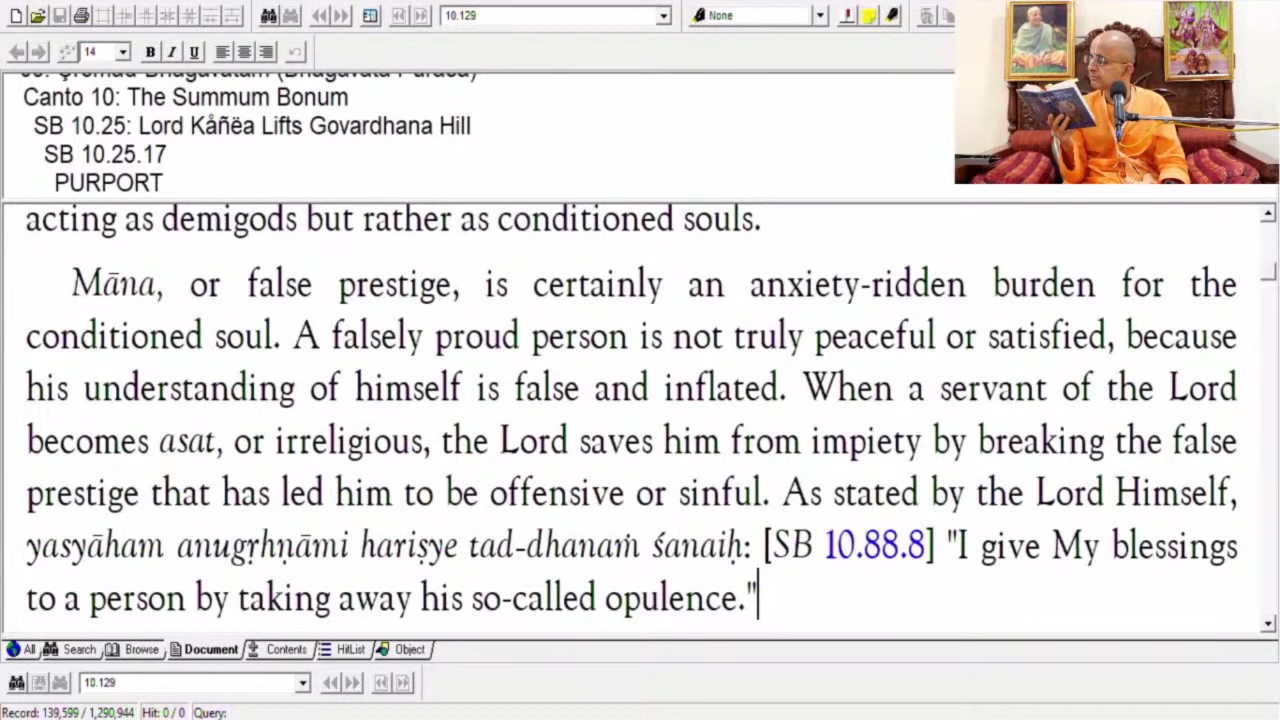 10.129
None
14
B I U
Canto 10: The Summum Bonum
SB 10.25: Lord Kåñëa Lifts Govardhana Hill
SB 10.25.17
PURPORT
acting as demigods but rather as conditioned souls.
Māna, or false prestige, is certainly an anxiety-ridden burden for the
conditioned soul. A falsely proud person is not truly peaceful or satisfied, because
his understanding of himself is false and inflated. When a servant of the Lord
becomes asat, or irreligious, the Lord saves him from impiety by breaking the false
prestige that has led him to be offensive or sinful. As stated by the Lord Himself,
yasyāham anugṛhṇāmi hariṣye tad-dhanaṁ śanaiḥ: [SB 10.88.8] "I give My blessings
to a person by taking away his so-called opulence."
All Search Browse Document Contents HitList Object
10.129
Record: 139,599 / 1,290,944 Hit: 0 / 0 Query: